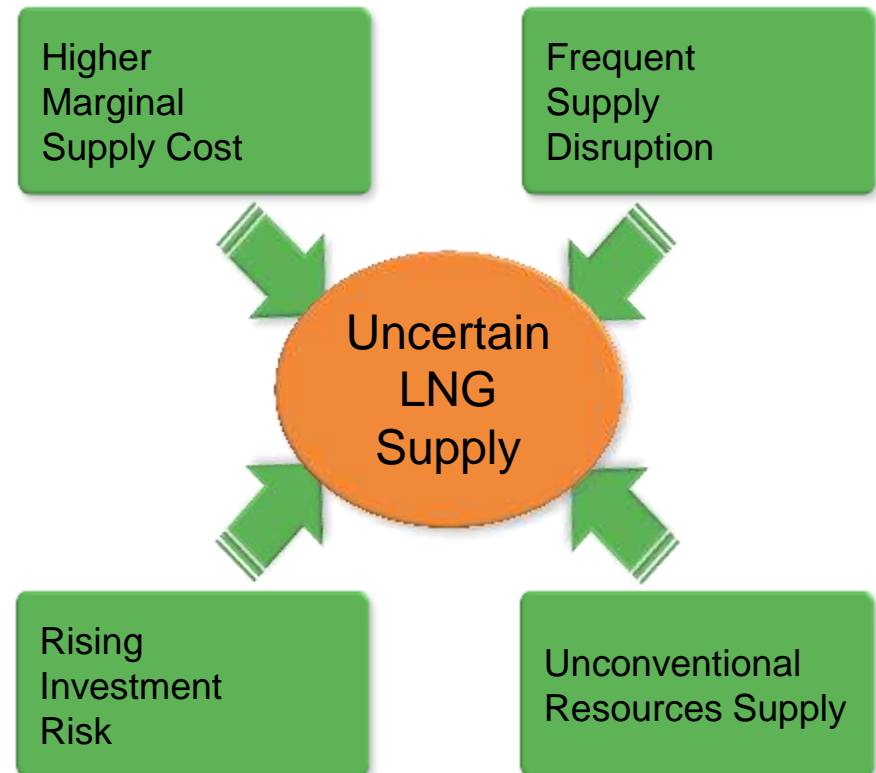 Higher
Marginal
Supply Cost
Frequent
Supply
Disruption
Uncertain
LNG
Supply
Rising
Investment
Risk
Unconventional
Resources Supply